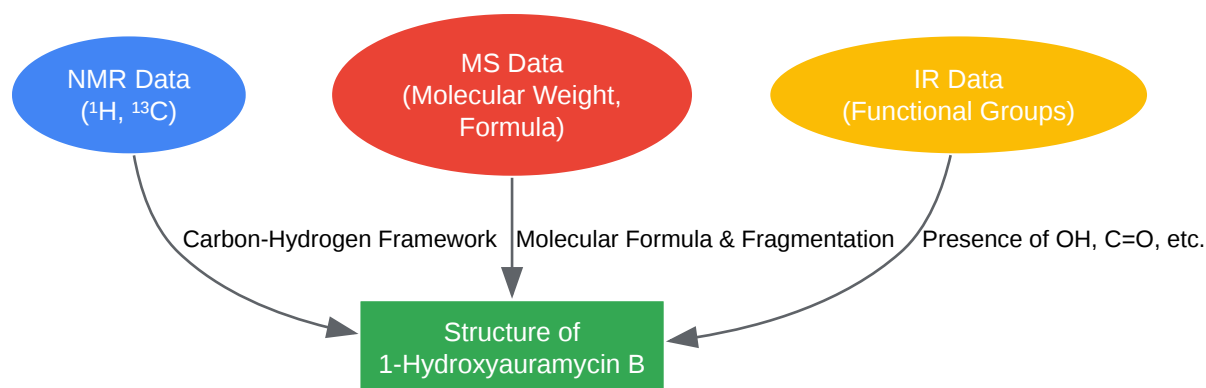 NMR Data
(¹H, ¹³C)
MS Data
(Molecular Weight,
Formula)
IR Data
(Functional Groups)
Carbon-Hydrogen Framework
Molecular Formula & Fragmentation
Presence of OH, C=O, etc.
Structure of
1-Hydroxyauramycin B